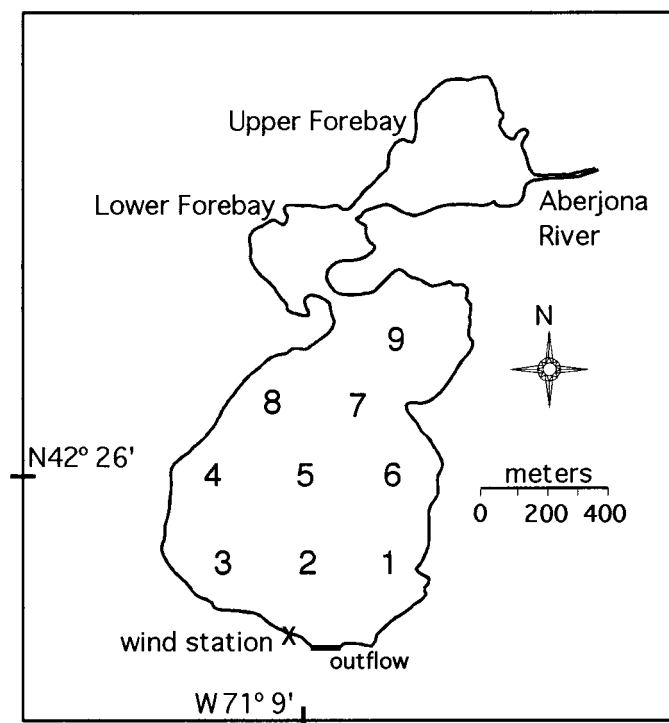 Upper Forebay
Lower Forebay
Aberjona
River
N
9
8 7
N42° 26'
4 5 6
meters
0 200 400
3 2 1
wind station X
outflow
W 71° 9'